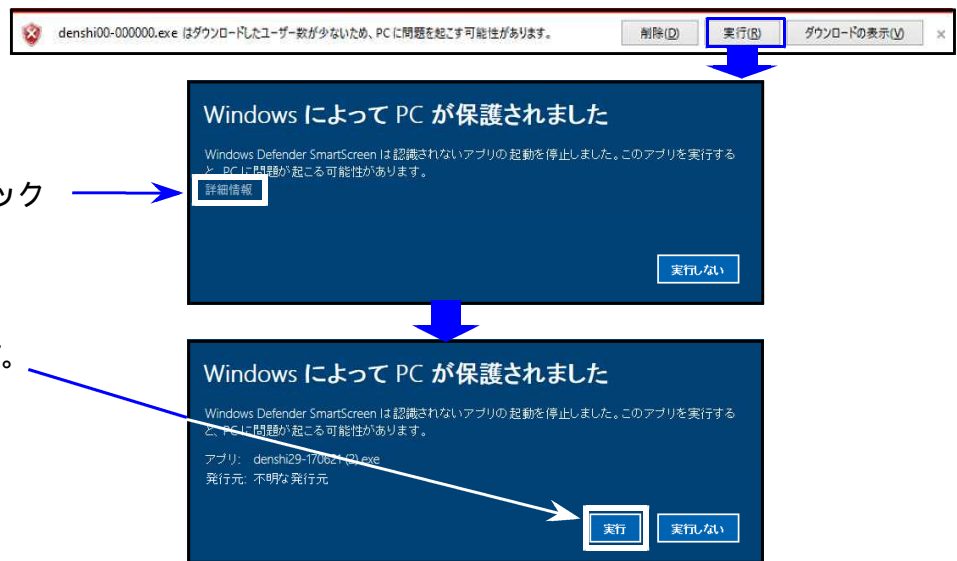 denshi00-000000.exe はダウンロードしたユーザー数が少ないため、PC に問題を起こす可能性があります。 削除(D) 実行(R) ダウンロードの表示(V) ×
Windows によって PC が保護されました
Windows Defender SmartScreen は認識されないアプリの起動を停止しました。このアプリを実行する
と、PC に問題が起こる可能性があります。
ック
詳細情報
実行しない
。
Windows によって PC が保護されました
Windows Defender SmartScreen は認識されないアプリの起動を停止しました。このアプリを実行する
と、PC に問題が起こる可能性があります。
アプリ: denshi29-170621 (2).exe
発行元: 不明な発行元
実行 実行しない